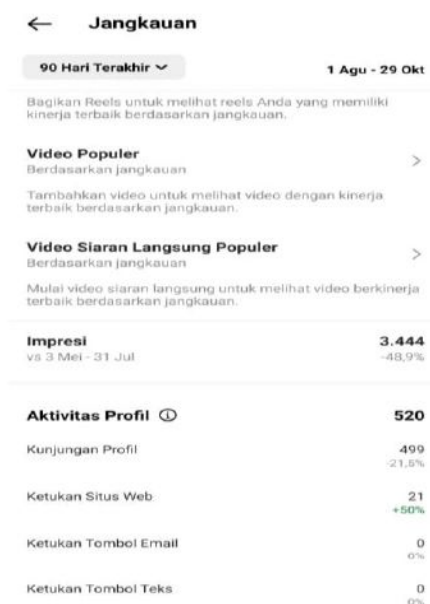 Jangkauan
90 Hari Terakhir
1 Agu - 29 Okt
Bagikan Reels untuk melihat reels Anda yang memiliki
kinerja terbaik berdasarkan jangkauan.
Video Populer
Berdasarkan jangkauan
Tambahkan video untuk melihat video dengan kinerja
terbaik berdasarkan jangkauan.
Video Siaran Langsung Populer
Berdasarkan jangkauan
Mulai video siaran langsung untuk melihat video berkinerja
terbaik berdasarkan jangkauan.
Impresi 3.444
vs 3 Mei - 31 Jul -48,9%
Aktivitas Profil 520
Kunjungan Profil 499
-21,5%
Ketukan Situs Web 21
+50%
Ketukan Tombol Email 0
0%
Ketukan Tombol Teks 0
0%